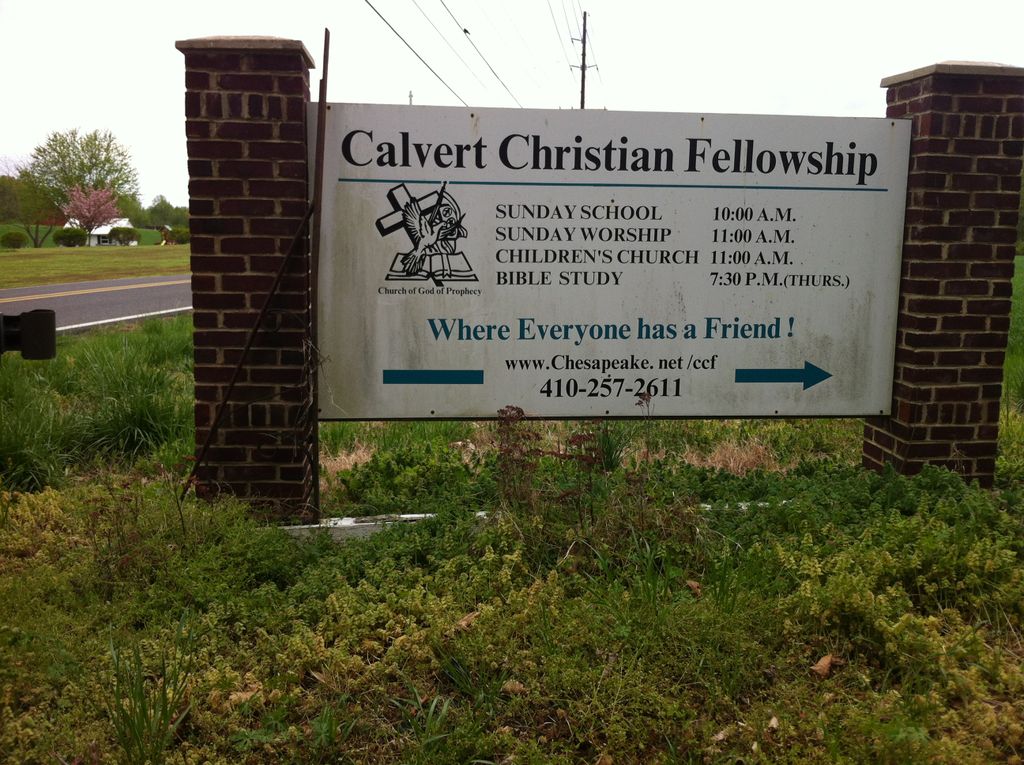 Calvert Christian Fellowship
SUNDAY SCHOOL 10:00 A.M.
SUNDAY WORSHIP 11:00 A.M.
CHILDREN'S CHURCH 11:00 A.M.
BIBLE STUDY 7:30 P.M.(THURS.)
Church of God of Prophecy
Where Everyone has a Friend !
www.Chesapeake. net /ccf
410-257-2611